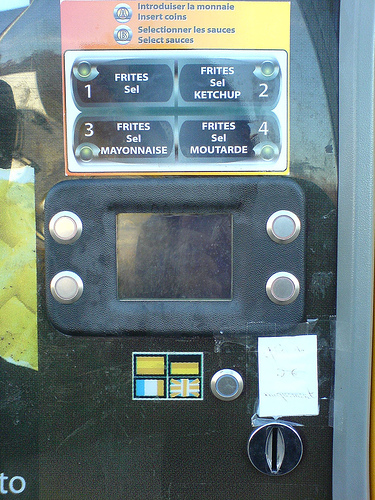 Introduiser la monnaie
Insert coins
Selectionner les sauces
Select sauces
FRITES
Sel
1
FRITES
Sel
KETCHUP
2
3
FRITES
Sel
MAYONNAISE
FRITES
Sel
MOUTARDE
4
to